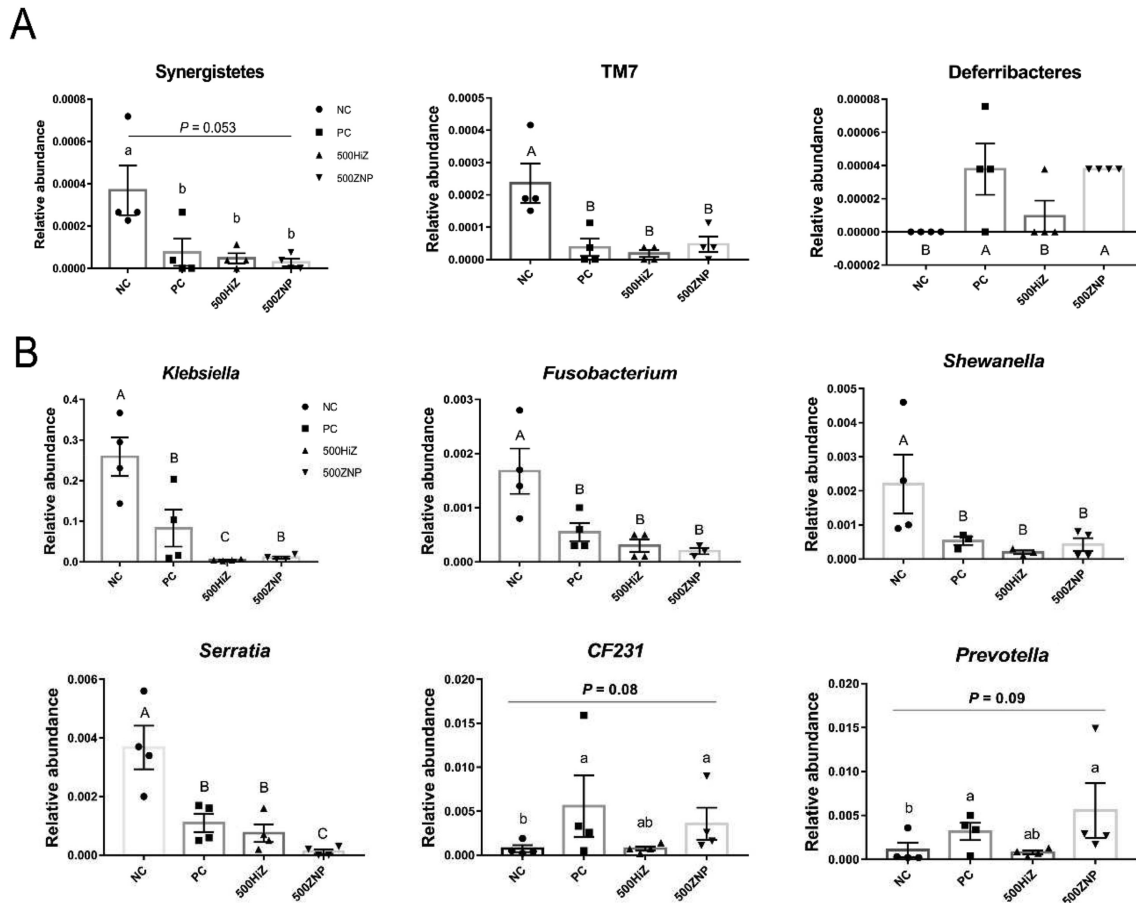 A
Synergistetes
Relative abundance
0.0008
0.0006
0.0004
0.0002
0.0000
P = 0.053
a
b
b
b
NC
PC
500HiZ
500ZNP
NC
PC
500HiZ
500ZNP
TM7
Relative abundance
0.0005
0.0004
0.0003
0.0002
0.0001
0.0000
A
B
B
B
NC
PC
500HiZ
500ZNP
Deferribacteres
Relative abundance
0.00008
0.00006
0.00004
0.00002
0.00000
-0.00002
B
A
B
A
NC
PC
500HiZ
500ZNP
B
Klebsiella
Relative abundance
0.4
0.3
0.2
0.1
0.0
A
B
C
B
NC
PC
500HiZ
500ZNP
NC
PC
500HiZ
500ZNP
Fusobacterium
Relative abundance
0.003
0.002
0.001
0.000
A
B
B
B
NC
PC
500HiZ
500ZNP
Shewanella
Relative abundance
0.005
0.004
0.003
0.002
0.001
0.000
A
B
B
B
NC
PC
500HiZ
500ZNP
Serratia
Relative abundance
0.006
0.004
0.002
0.000
A
B
B
C
NC
PC
500HiZ
500ZNP
CF231
Relative abundance
0.020
0.015
0.010
0.005
0.000
P = 0.08
b
a
ab
a
NC
PC
500HiZ
500ZNP
Prevotella
Relative abundance
0.020
0.015
0.010
0.005
0.000
P = 0.09
b
a
ab
a
NC
PC
500HiZ
500ZNP